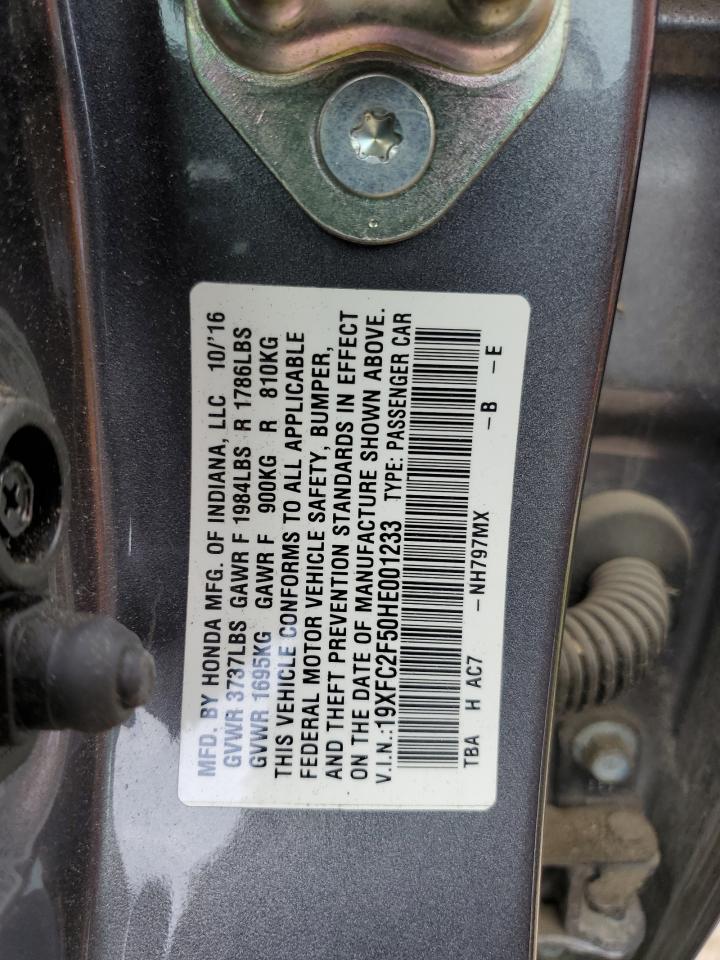 MFD. BY HONDA MFG. OF INDIANA, LLC 10/'16
GVWR 3737LBS GAWR F 1984LBS R 1786LBS
GVWR 1695KG GAWR F 900KG R 810KG
THIS VEHICLE CONFORMS TO ALL APPLICABLE
FEDERAL MOTOR VEHICLE SAFETY, BUMPER,
AND THEFT PREVENTION STANDARDS IN EFFECT
ON THE DATE OF MANUFACTURE SHOWN ABOVE.
V.I.N.:19XFC2F50HE001233 TYPE: PASSENGER CAR
TBA H AC7 -NH797MX -B -E